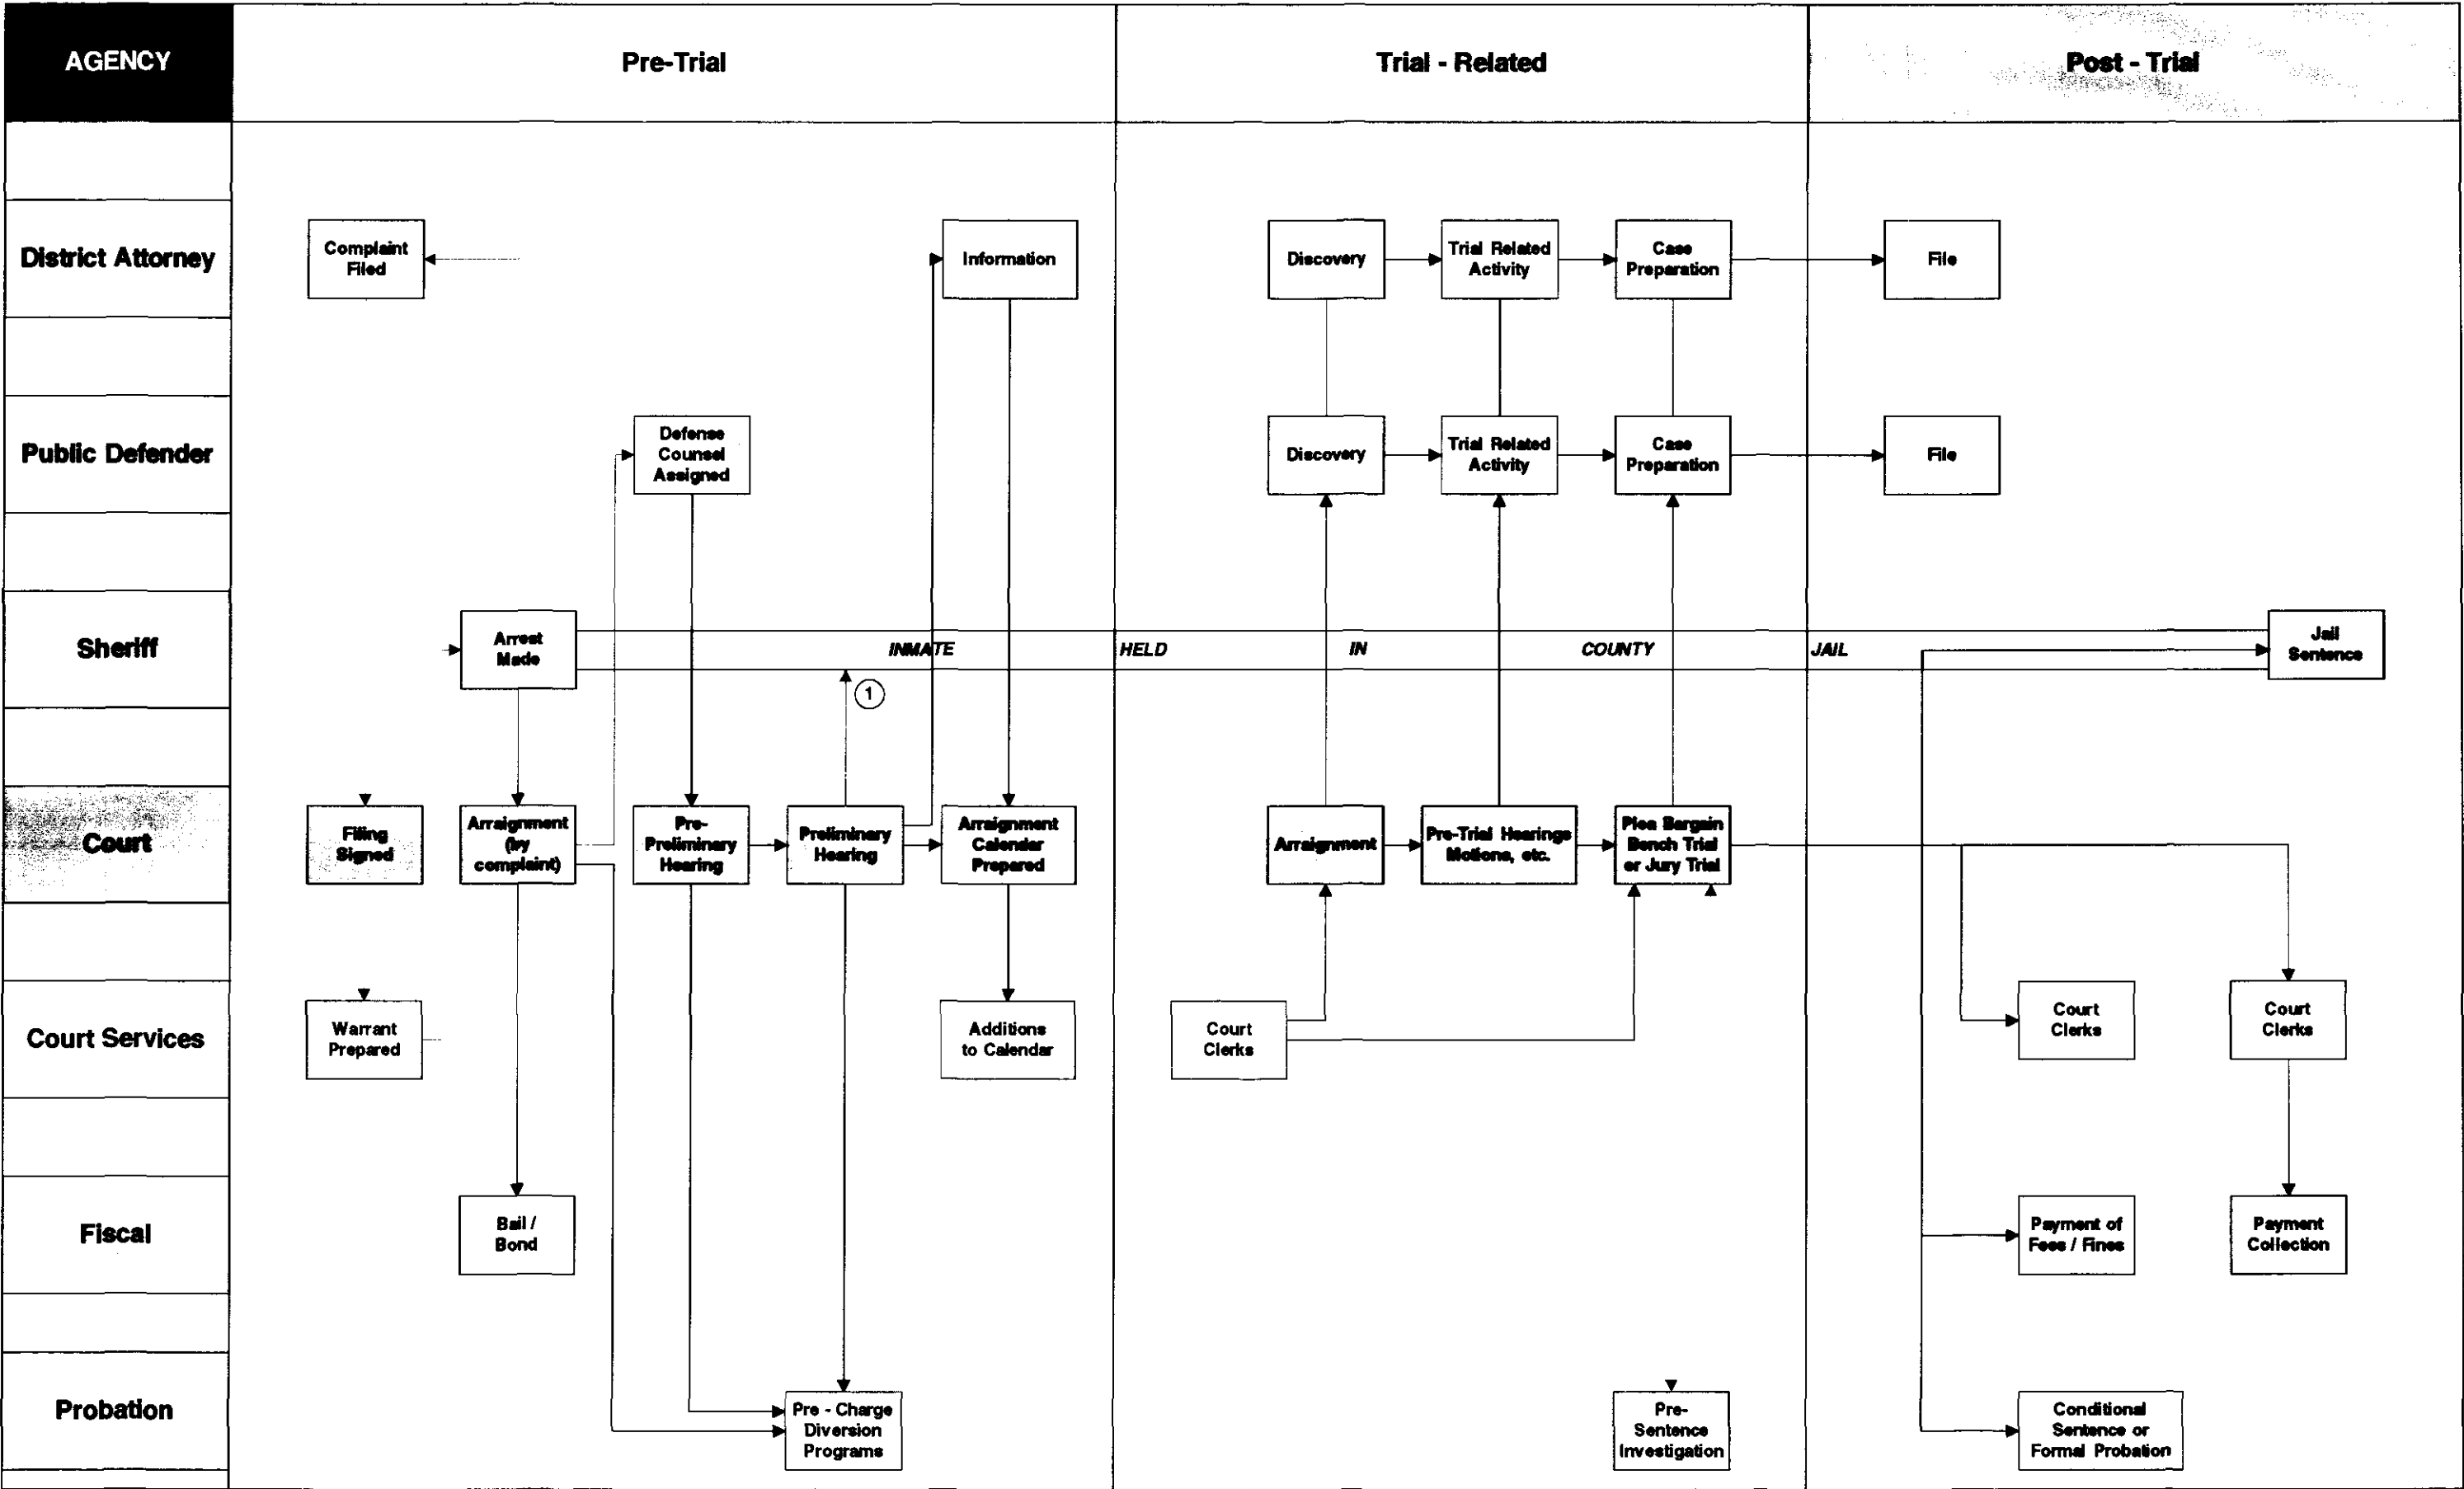 AGENCY
Pre-Trial
Trial - Related
Post - Trial
District Attorney
Complaint
Filed
Information
Discovery
Trial Related
Activity
Case
Preparation
File
Public Defender
Defense
Counsel
Assigned
Discovery
Trial Related
Activity
Case
Preparation
File
Sheriff
Arrest
Made
INMATE HELD IN COUNTY JAIL
1
Jail
Sentence
Court
Filing
Signed
Arraignment
(by
complaint)
Pre-
Preliminary
Hearing
Preliminary
Hearing
Arraignment
Calendar
Prepared
Arraignment
Pre-Trial Hearings
Motions, etc.
Plea Bargain
Bench Trial
or Jury Trial
Court Services
Warrant
Prepared
Additions
to Calendar
Court
Clerks
Court
Clerks
Court
Clerks
Fiscal
Bail /
Bond
Payment of
Fees / Fines
Payment
Collection
Probation
Pre - Charge
Diversion
Programs
Pre-
Sentence
Investigation
Conditional
Sentence or
Formal Probation